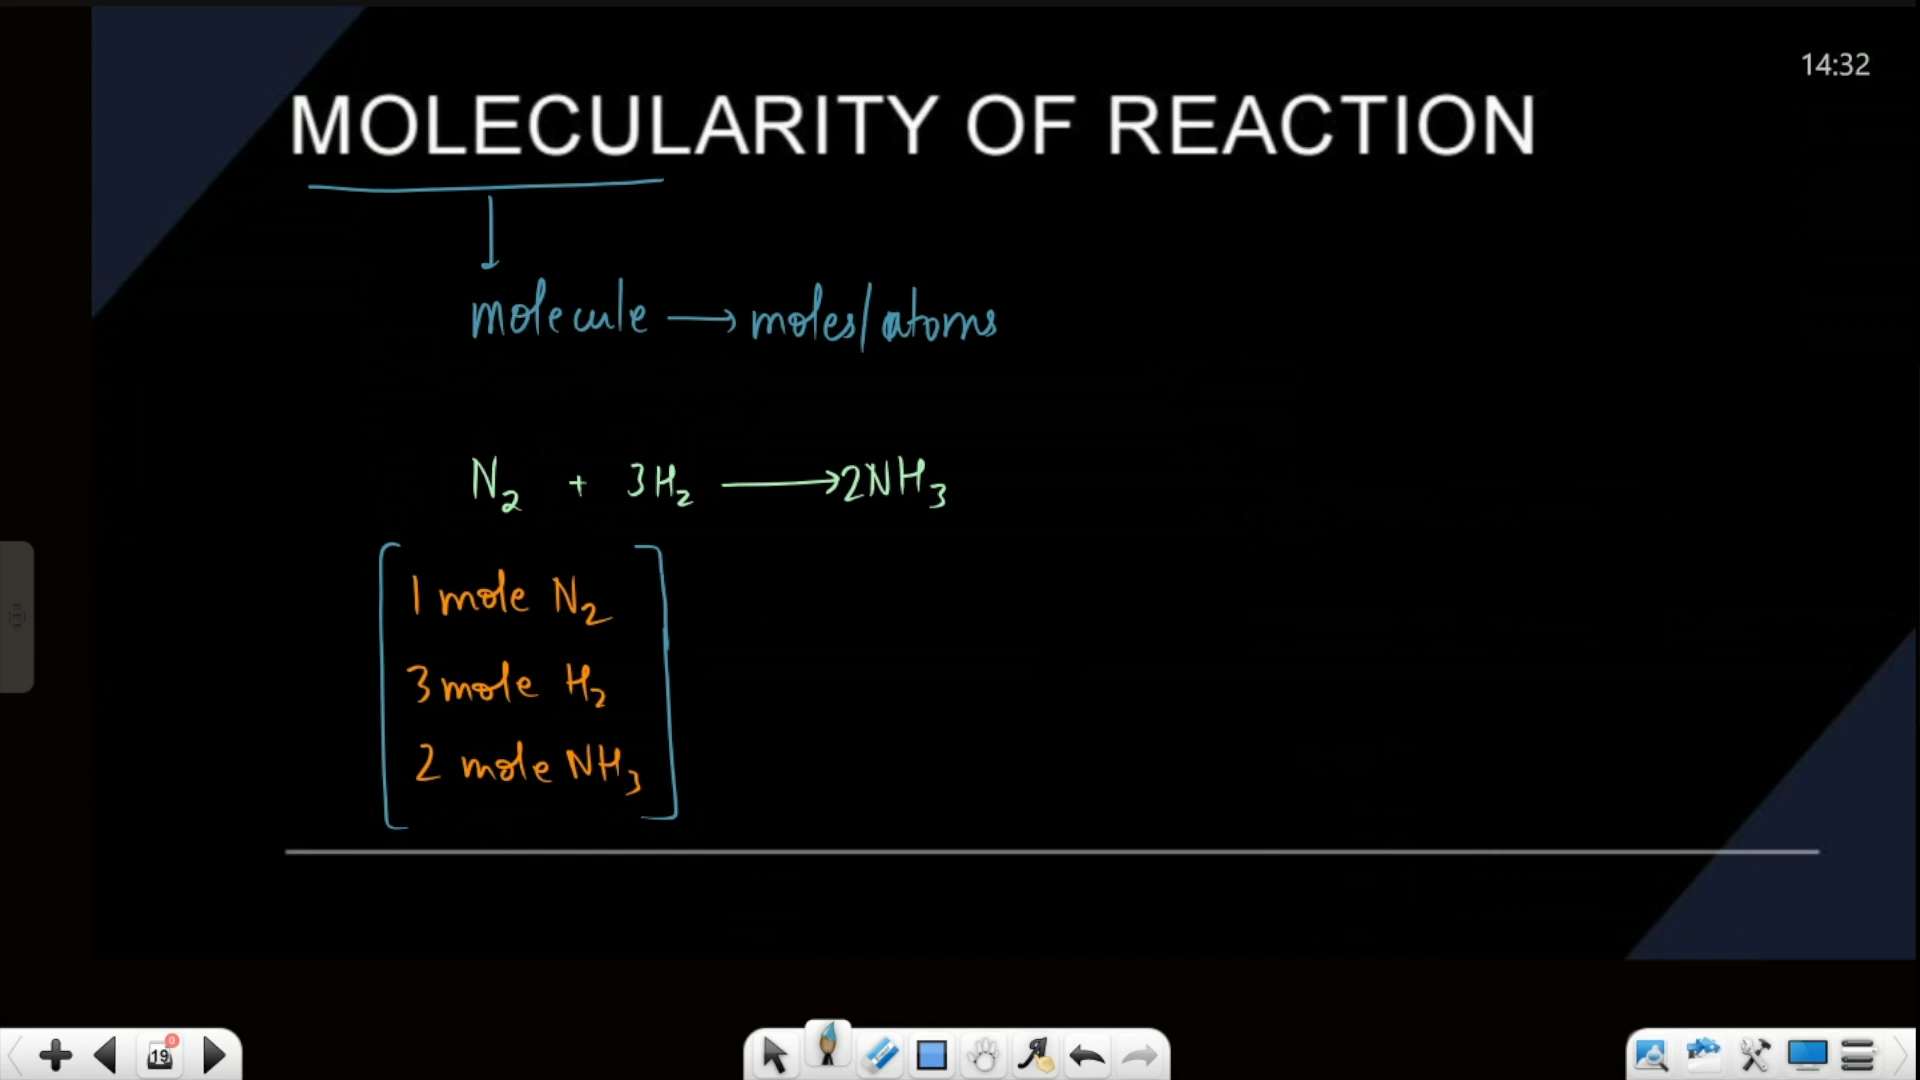 14:32
MOLECULARITY OF REACTION
molecule → moles/atoms
N₂ + 3H₂ → 2NH₃
1 mole N₂
3 mole H₂
2 mole NH₃
19
0